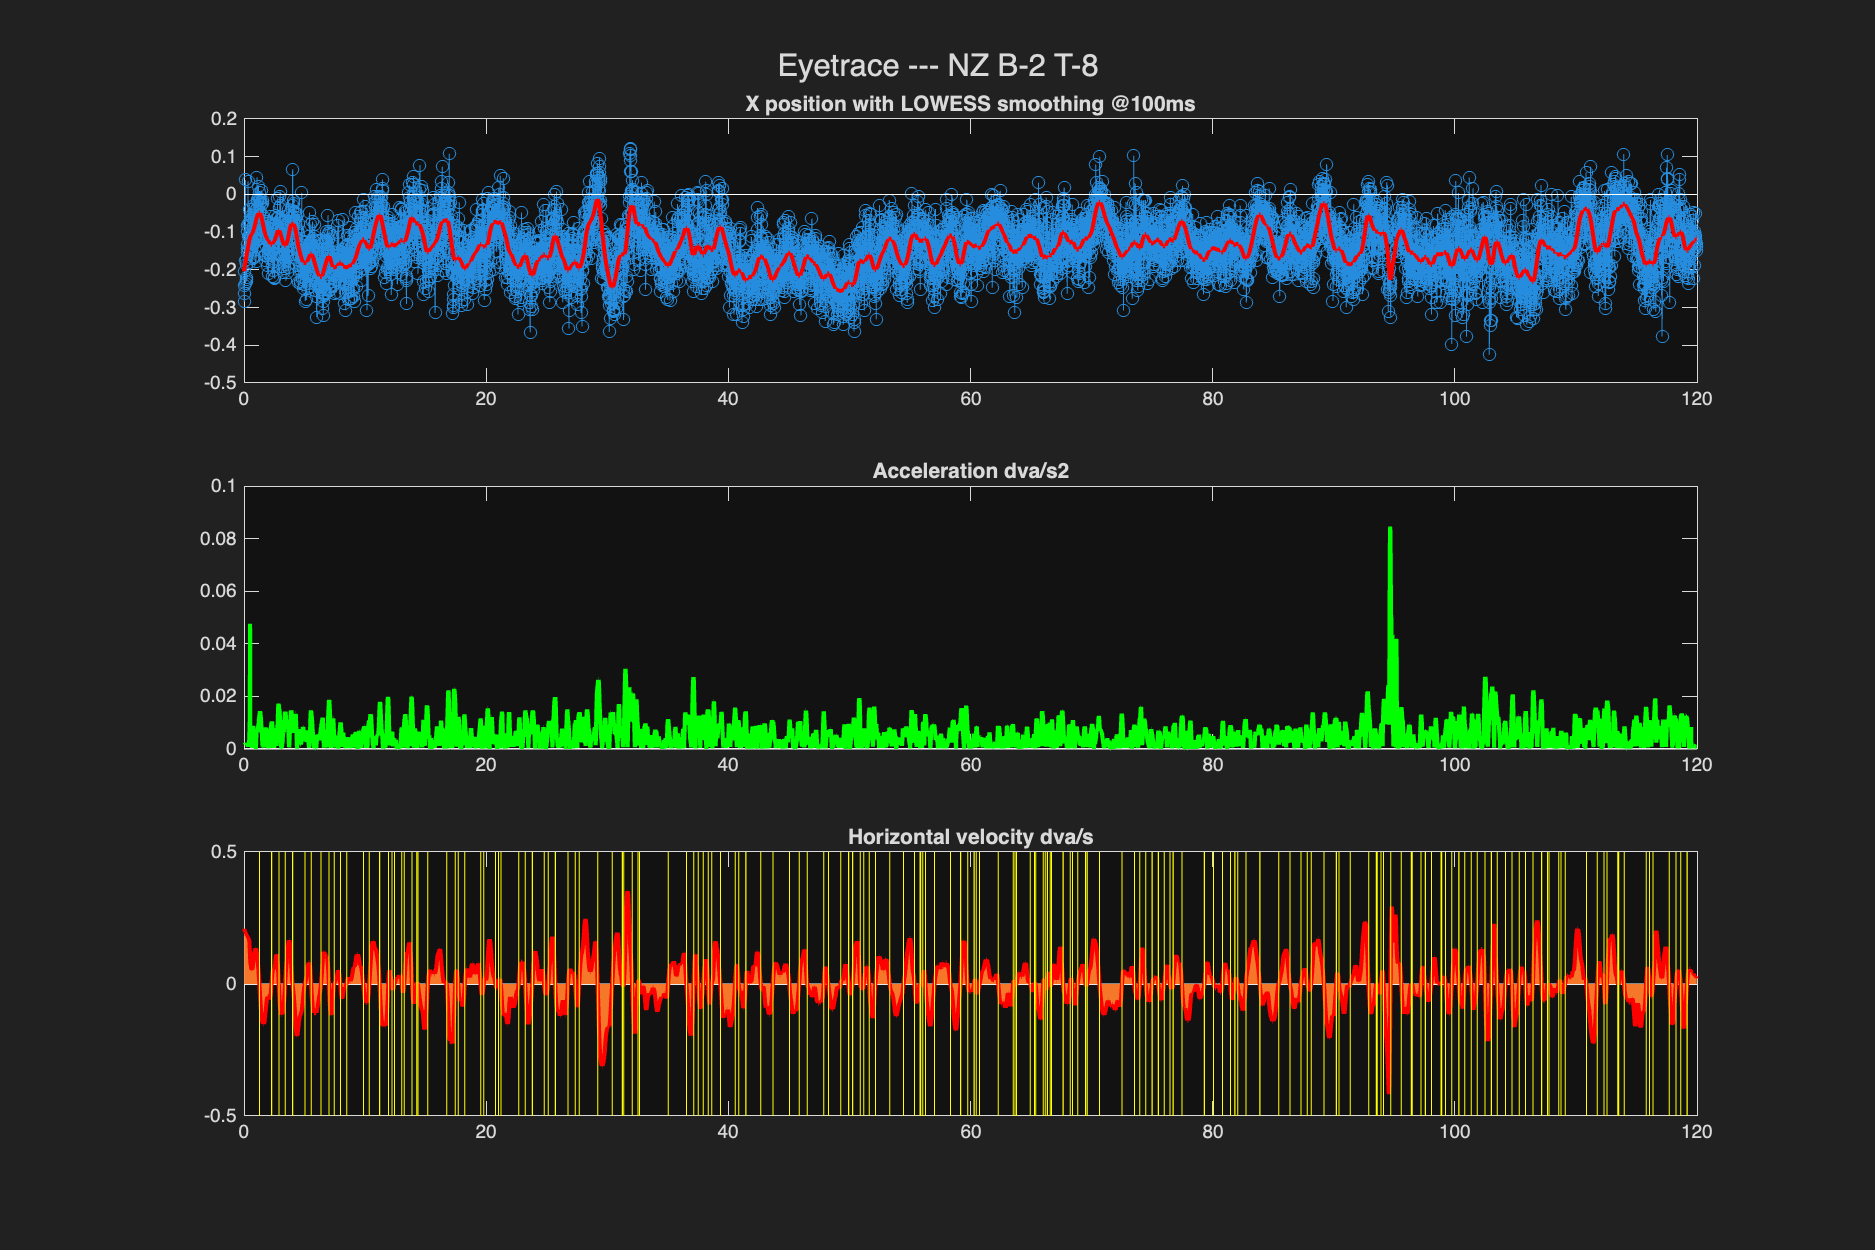 Eyetrace --- NZ B-2 T-8
X position with LOWESS smoothing @100ms
0.2
0.1
0
-0.1
-0.2
-0.3
-0.4
-0.5
0 20 40 60 80 100 120
Acceleration dva/s2
0.1
0.08
0.06
0.04
0.02
0
0 20 40 60 80 100 120
Horizontal velocity dva/s
0.5
0
-0.5
0 20 40 60 80 100 120